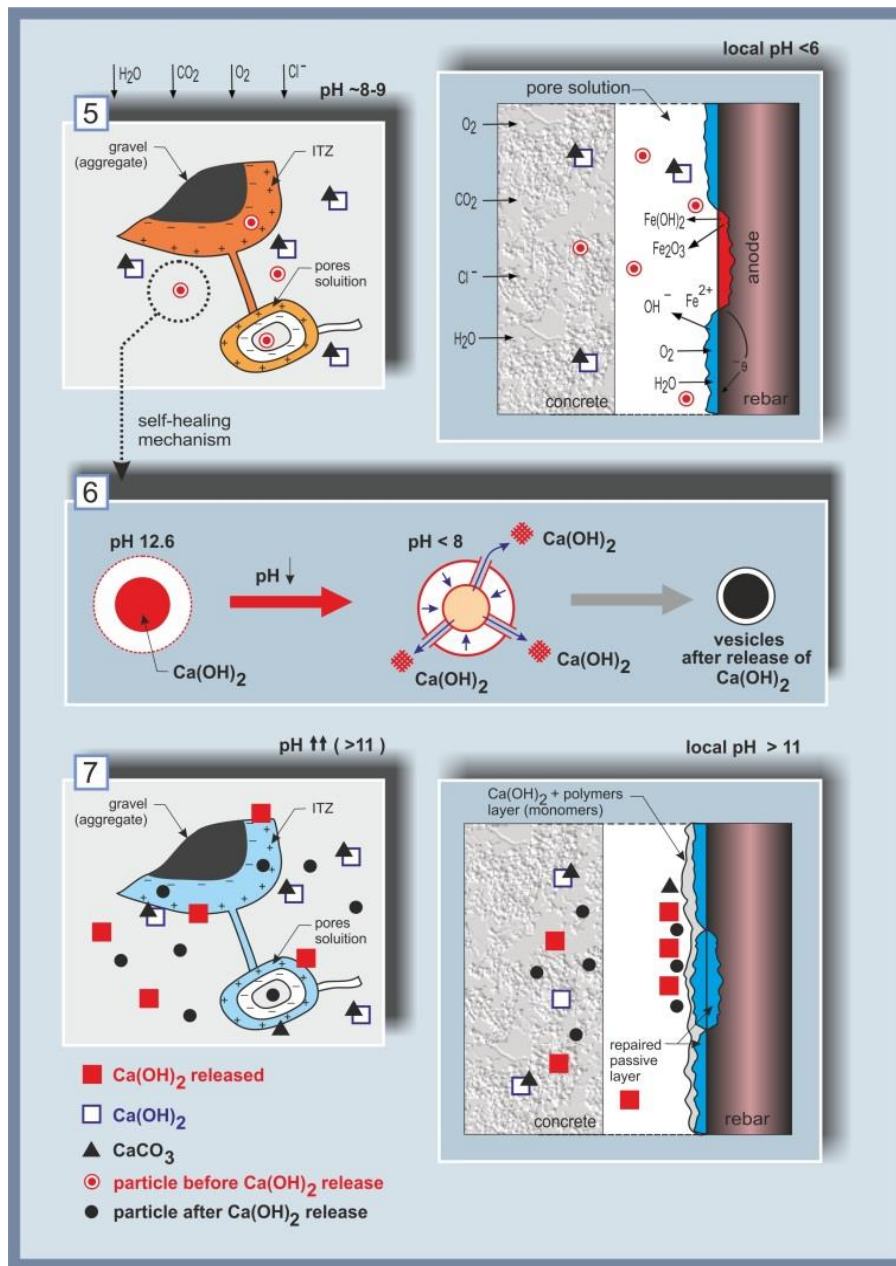 H2O CO2 O2 Cl⁻
pH ~8-9
5
gravel
(aggregate)
ITZ
pores
soluition
self-healing
mechanism
local pH <6
pore solution
O2
CO2
Cl⁻
H2O
concrete
Fe(OH)2
Fe2O3
Fe2+
OH⁻
O2
H2O
⁻e
anode
rebar
6
pH 12.6
Ca(OH)2
pH ↓
pH < 8
Ca(OH)2
Ca(OH)2
Ca(OH)2
vesicles
after release of
Ca(OH)2
pH ⬆⬆ ( >11 )
7
gravel
(aggregate)
ITZ
pores
soluition
local pH > 11
Ca(OH)2 + polymers
layer (monomers)
repaired
passive
layer
concrete
rebar
Ca(OH)2 released
Ca(OH)2
CaCO3
particle before Ca(OH)2 release
particle after Ca(OH)2 release